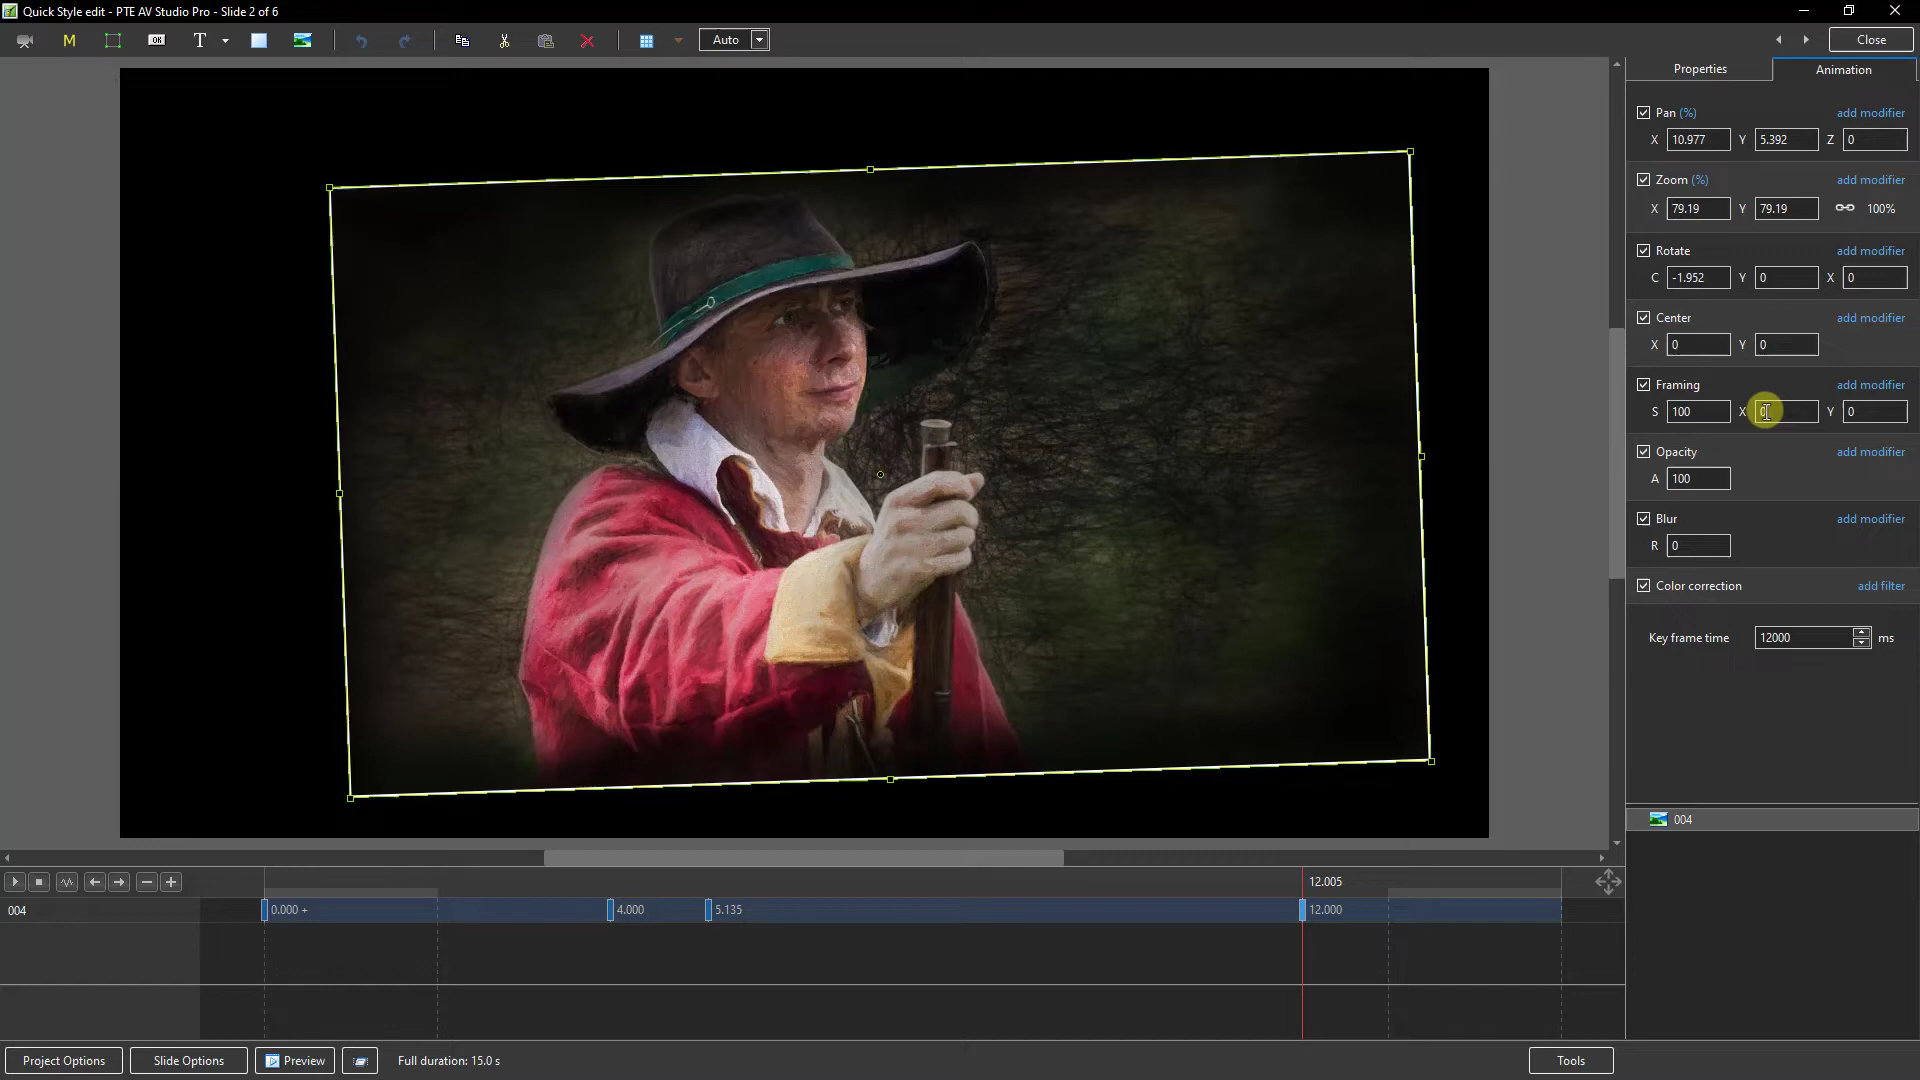 Quick Style edit - PTE AV Studio Pro - Slide 2 of 6
M OK T Auto Close
Properties Animation
Pan (%) add modifier
X 10.977 Y 5.392 Z 0
Zoom (%) add modifier
X 79.19 Y 79.19 100%
Rotate add modifier
C -1.952 Y 0 X 0
Center add modifier
X 0 Y 0
Framing add modifier
S 100 X 0 Y 0
Opacity add modifier
A 100
Blur add modifier
R 0
Color correction add filter
Key frame time 12000 ms
004
12.005
004 0.000 + 4.000 5.135 12.000
Project Options Slide Options Preview Full duration: 15.0 s Tools